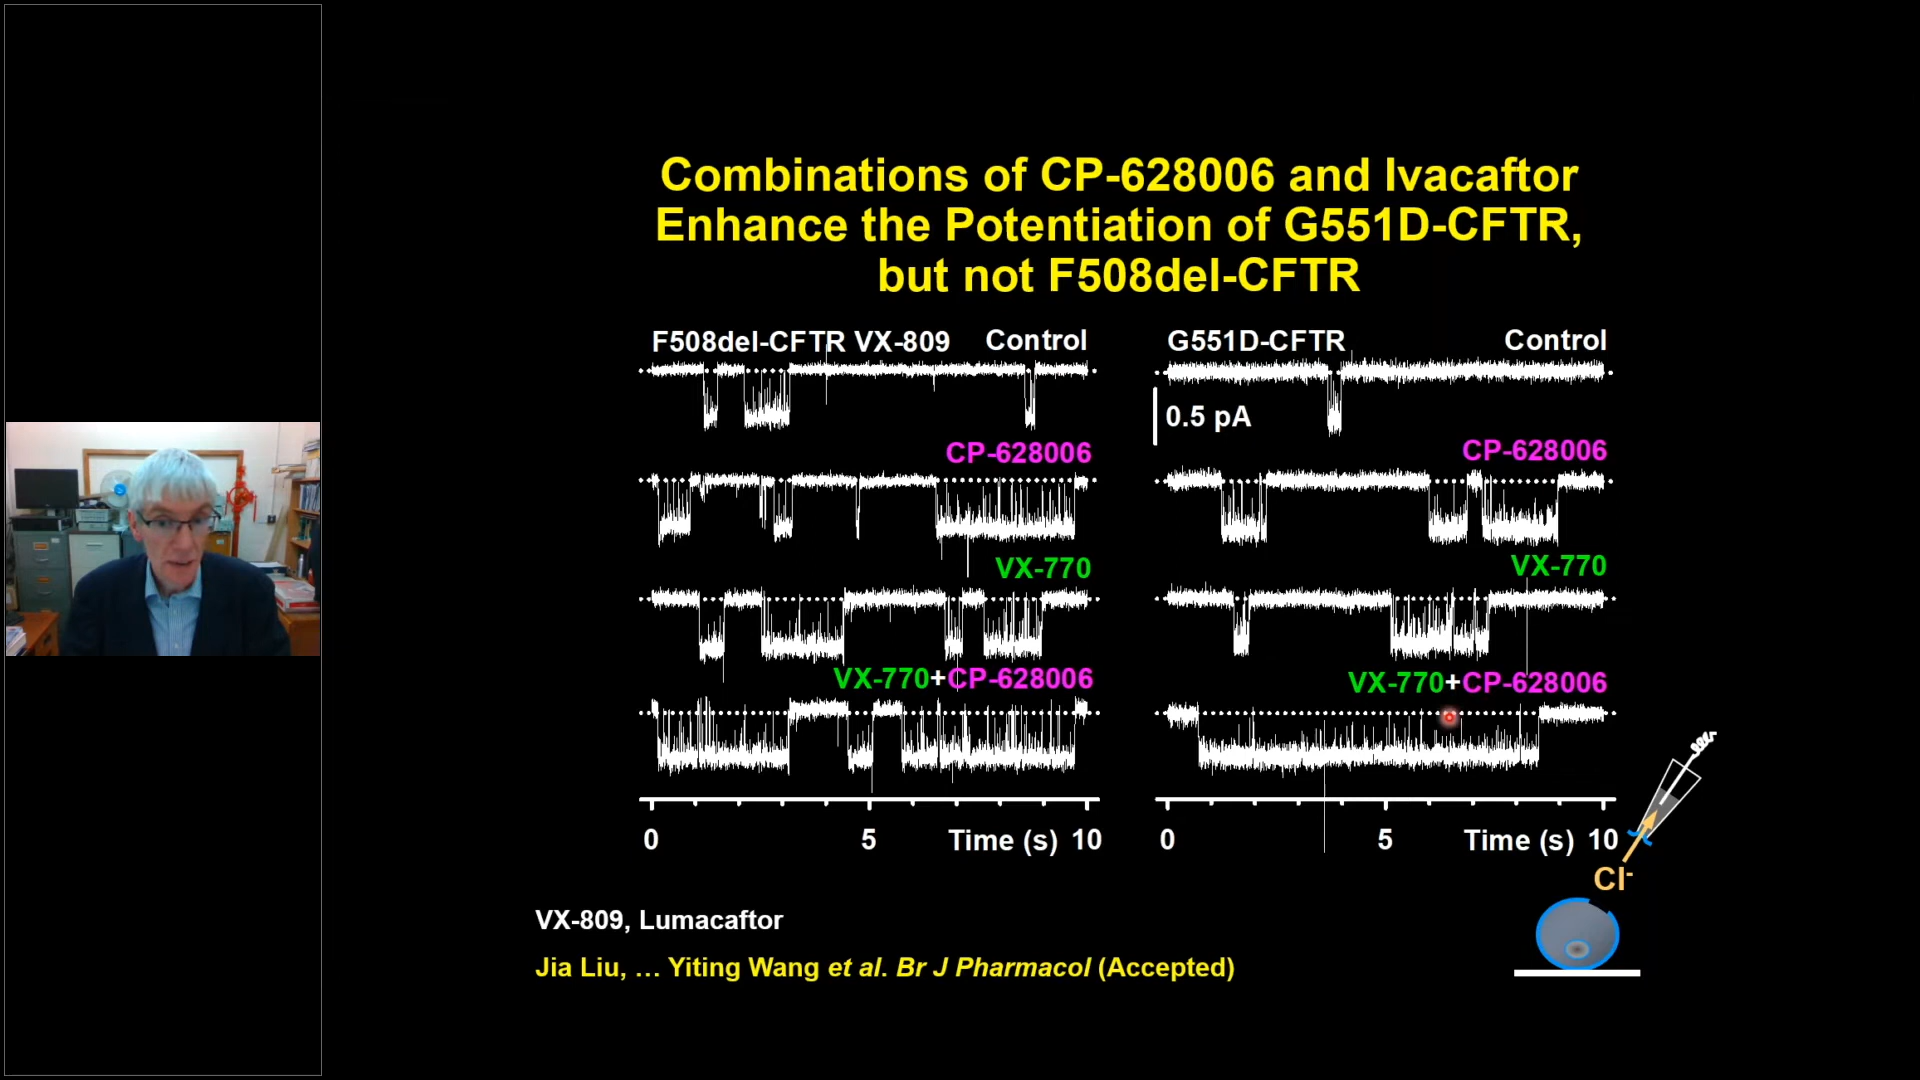 Combinations of CP-628006 and Ivacaftor
Enhance the Potentiation of G551D-CFTR,
but not F508del-CFTR
F508del-CFTR VX-809 Control
CP-628006
VX-770
VX-770+CP-628006
0 5 Time (s) 10
G551D-CFTR Control
0.5 pA
CP-628006
VX-770
VX-770+CP-628006
0 5 Time (s) 10
Cl-
VX-809, Lumacaftor
Jia Liu, … Yiting Wang et al. Br J Pharmacol (Accepted)